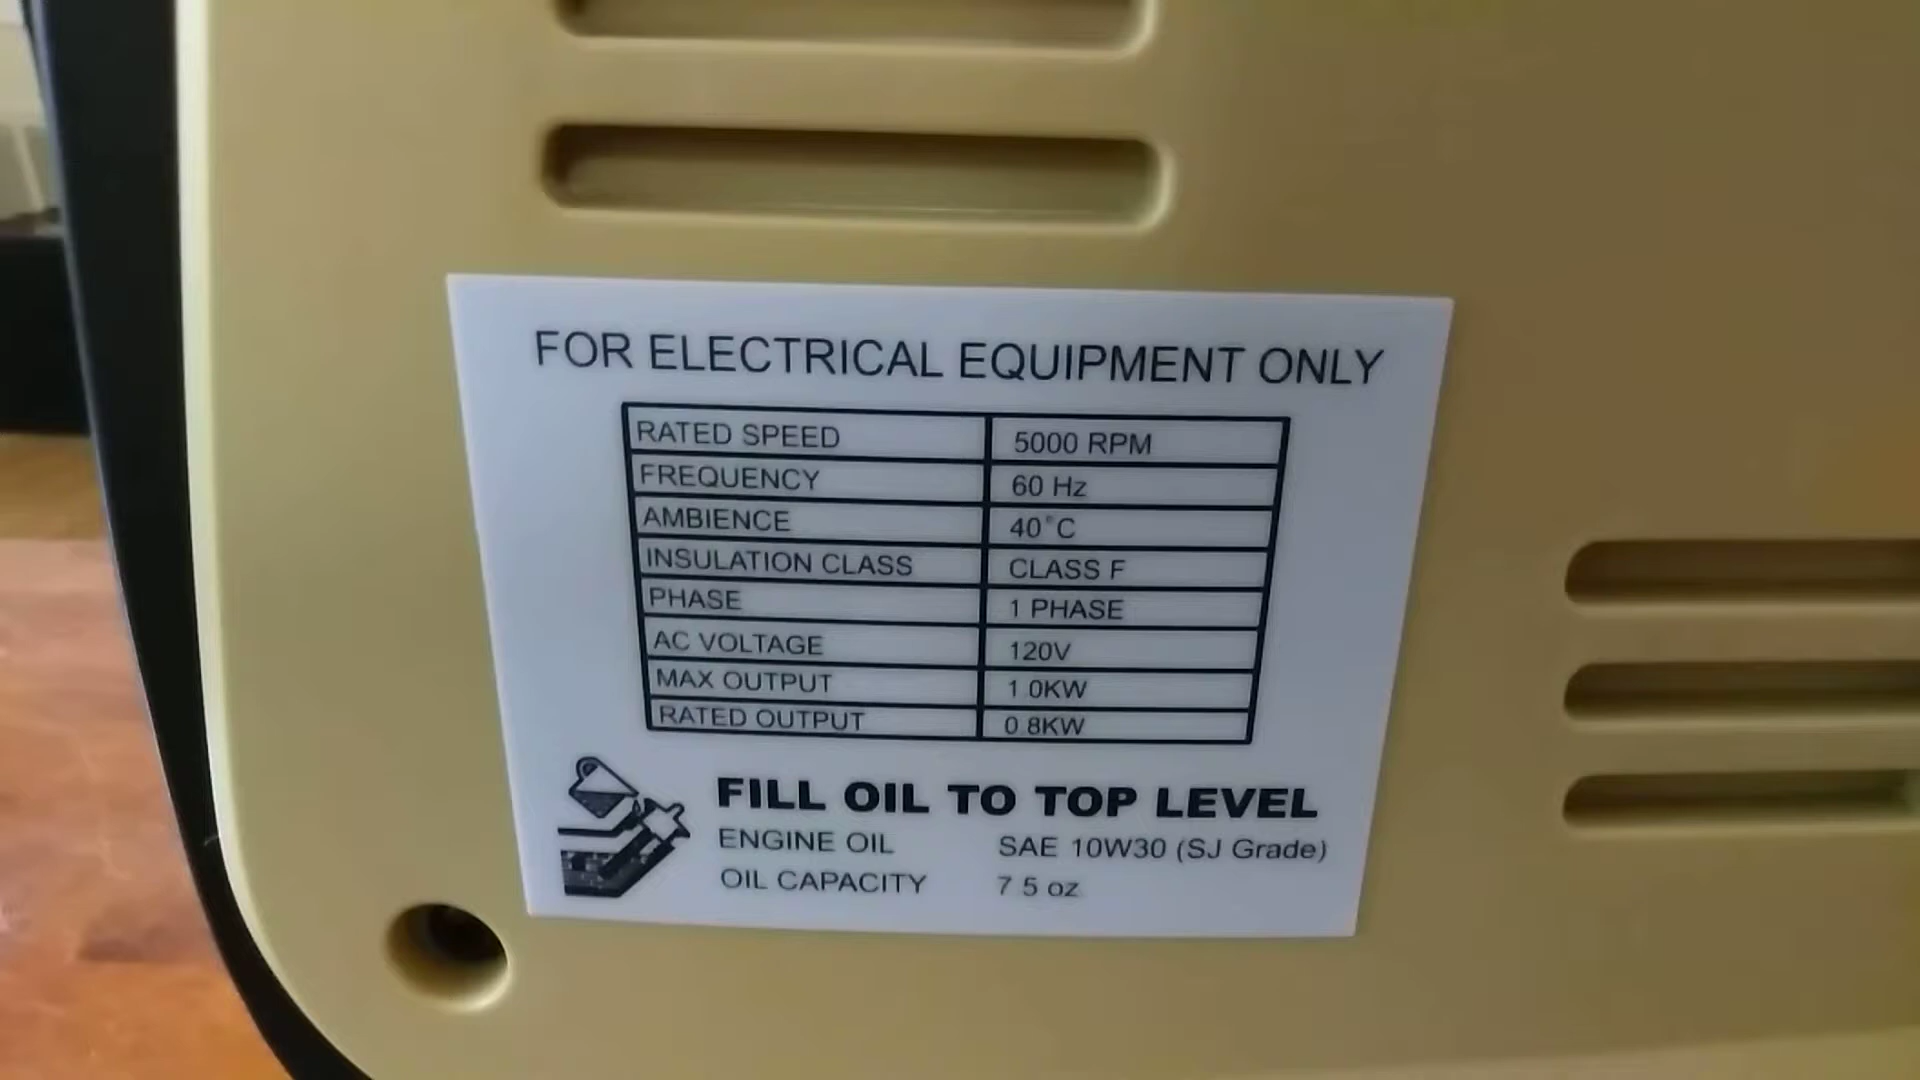 FOR ELECTRICAL EQUIPMENT ONLY
RATED SPEED 5000 RPM
FREQUENCY 60 Hz
AMBIENCE 40°C
INSULATION CLASS CLASS F
PHASE 1 PHASE
AC VOLTAGE 120V
MAX OUTPUT 1.0KW
RATED OUTPUT 0.8KW
FILL OIL TO TOP LEVEL
ENGINE OIL SAE 10W30 (SJ Grade)
OIL CAPACITY 7.5 oz